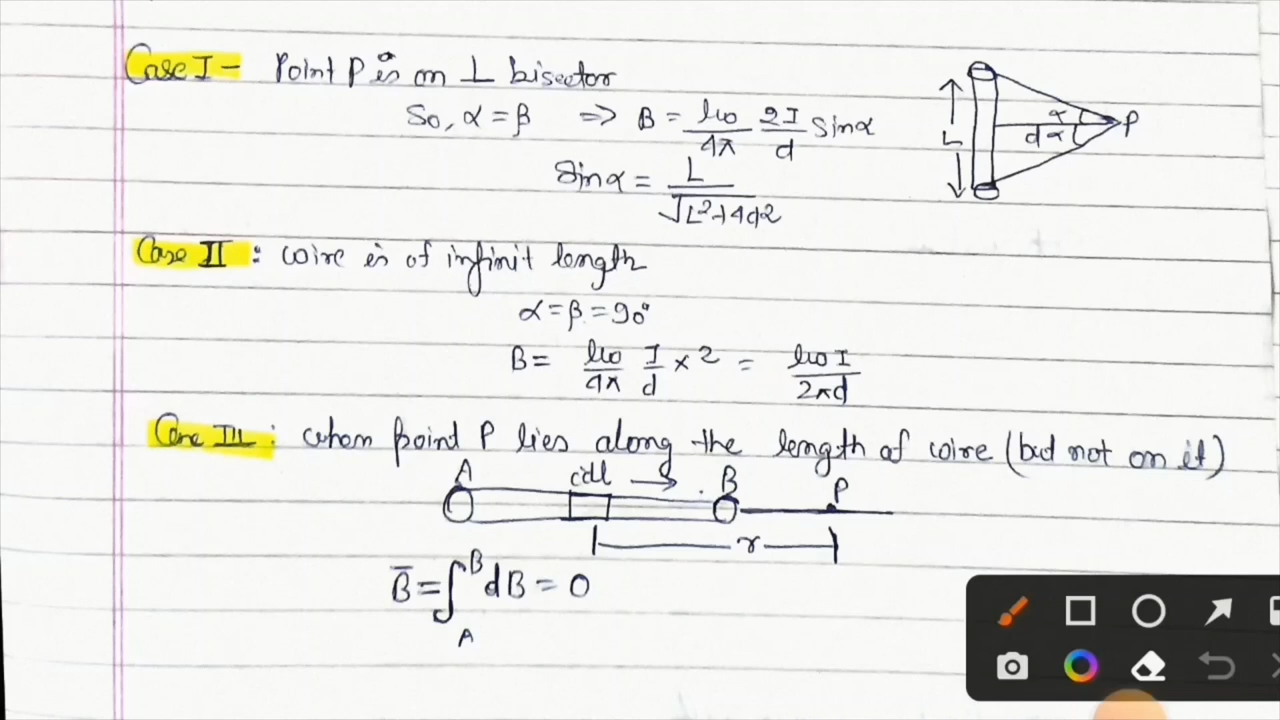 Case I - Point P is on ⊥ bisector
So, α = β ⇒ B = μ0/4π 2I/d Sinα
Sinα = L/√L²+4d²
L
α
d α
P
Case II : wire is of infinit length
α = β = 90°
B = μ0/4π I/d × 2 = μ0I/2πd
Case III : when point P lies along the length of wire (but not on it)
A idl → B P
r
B̄ = ∫_A^B dB = 0